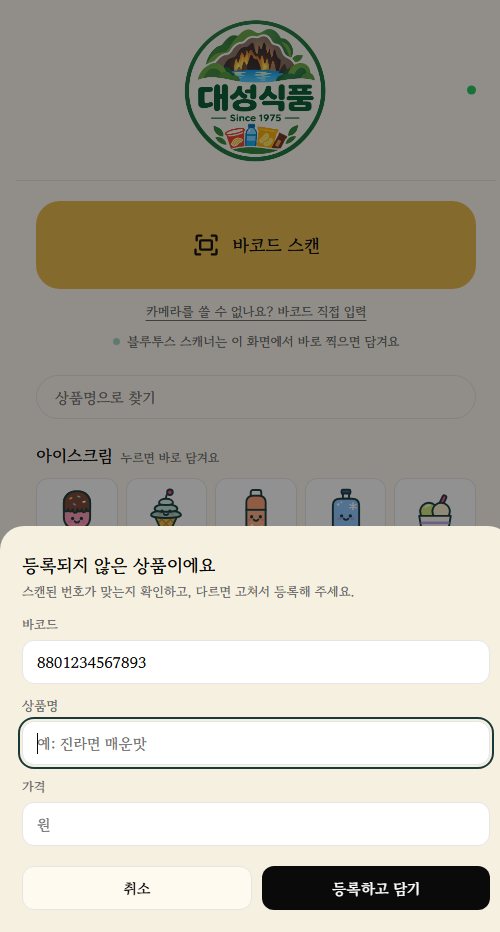 대성식품
Since 1975
바코드 스캔
카메라를 쓸 수 없나요? 바코드 직접 입력
블루투스 스캐너는 이 화면에서 바로 찍으면 담겨요
상품명으로 찾기
아이스크림 누르면 바로 담겨요
등록되지 않은 상품이에요
스캔된 번호가 맞는지 확인하고, 다르면 고쳐서 등록해 주세요.
바코드
8801234567893
상품명
예: 진라면 매운맛
가격
원
취소
등록하고 담기